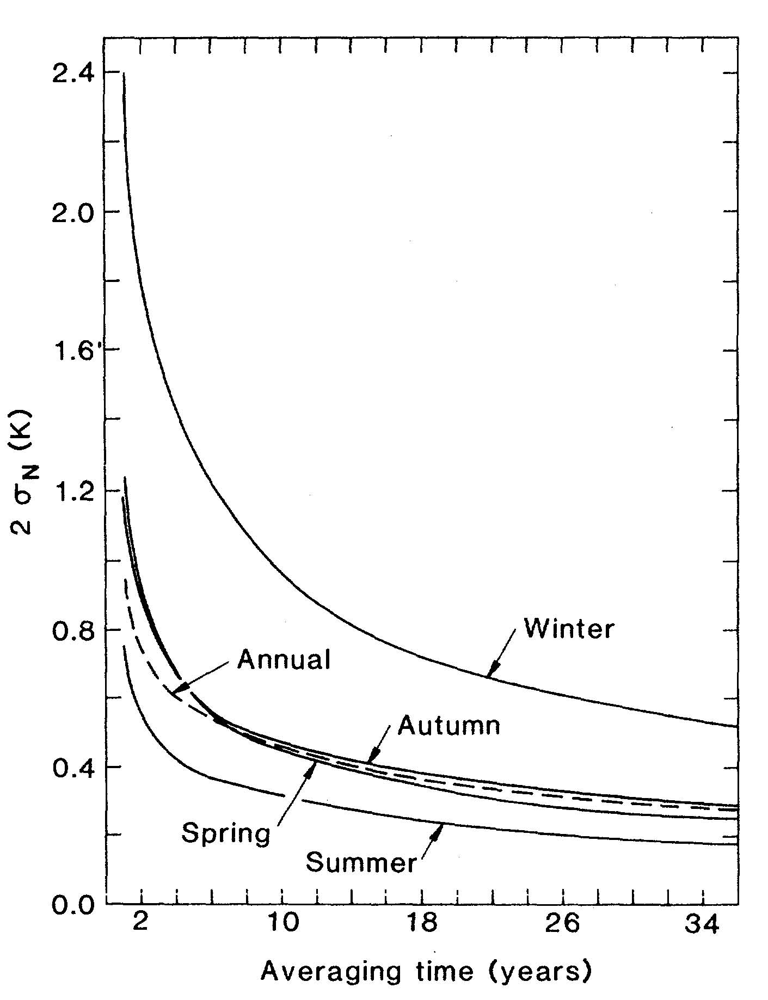 2.4
2.0
1.6
2 σN (K)
1.2
0.8
0.4
0.0
Winter
Annual
Autumn
Spring
Summer
2 10 18 26 34
Averaging time (years)